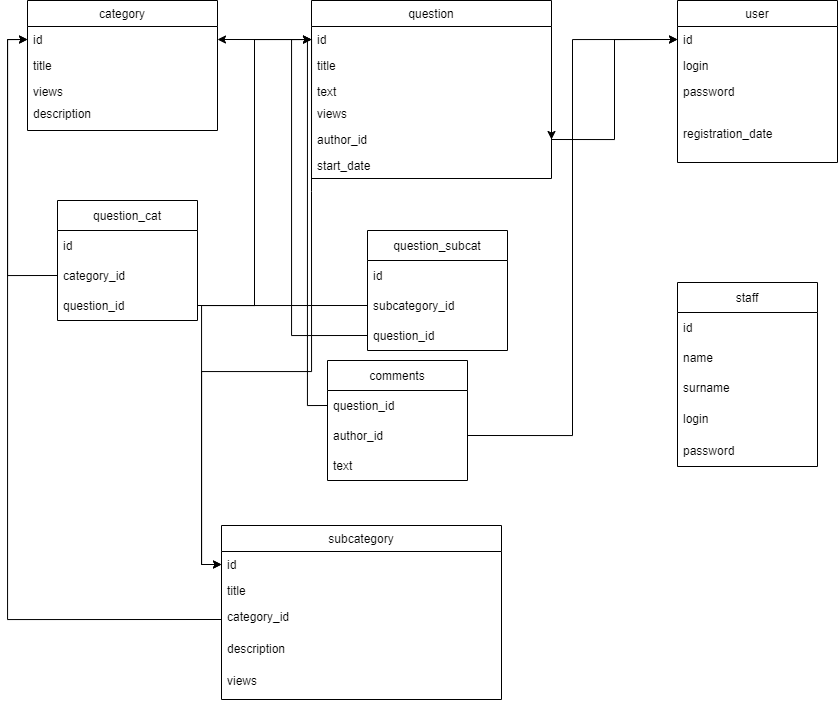 category
id
title
views
description
question
id
title
text
views
author_id
start_date
user
id
login
password
registration_date
question_cat
id
category_id
question_id
question_subcat
id
subcategory_id
question_id
staff
id
name
surname
login
password
comments
question_id
author_id
text
subcategory
id
title
category_id
description
views